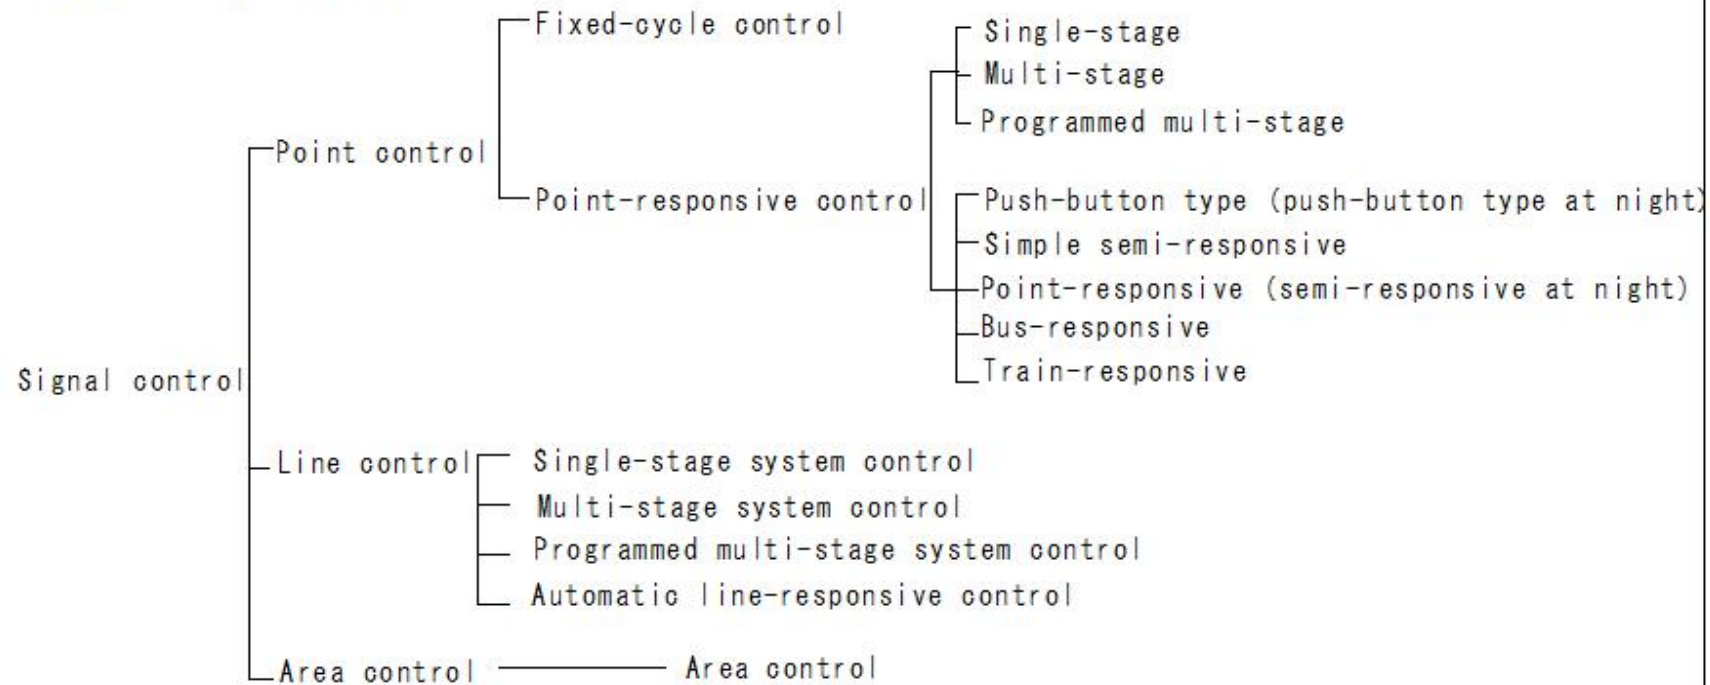 Fixed-cycle control
Single-stage
Multi-stage
Programmed multi-stage
Point control
Point-responsive control
Push-button type (push-button type at night)
Simple semi-responsive
Point-responsive (semi-responsive at night)
Bus-responsive
Train-responsive
Signal control
Line control
Single-stage system control
Multi-stage system control
Programmed multi-stage system control
Automatic line-responsive control
Area control
Area control